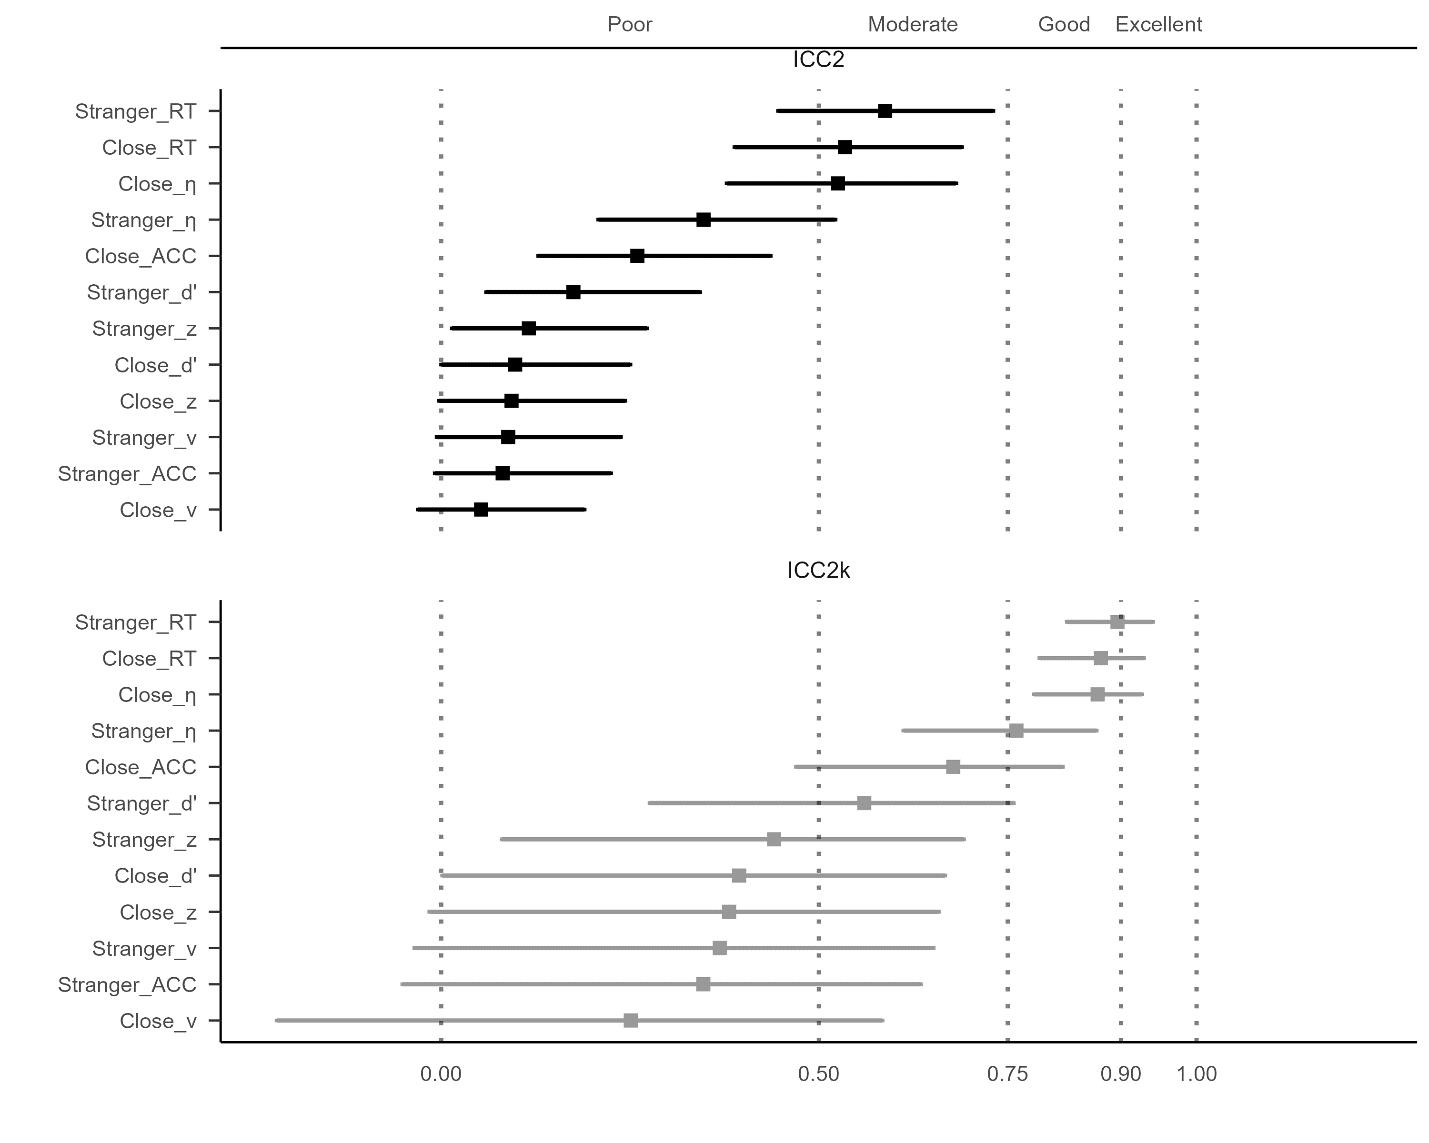 Poor Moderate Good Excellent
ICC2
Stranger_RT
Close_RT
Close_η
Stranger_η
Close_ACC
Stranger_d'
Stranger_z
Close_d'
Close_z
Stranger_v
Stranger_ACC
Close_v
ICC2k
Stranger_RT
Close_RT
Close_η
Stranger_η
Close_ACC
Stranger_d'
Stranger_z
Close_d'
Close_z
Stranger_v
Stranger_ACC
Close_v
0.00 0.50 0.75 0.90 1.00